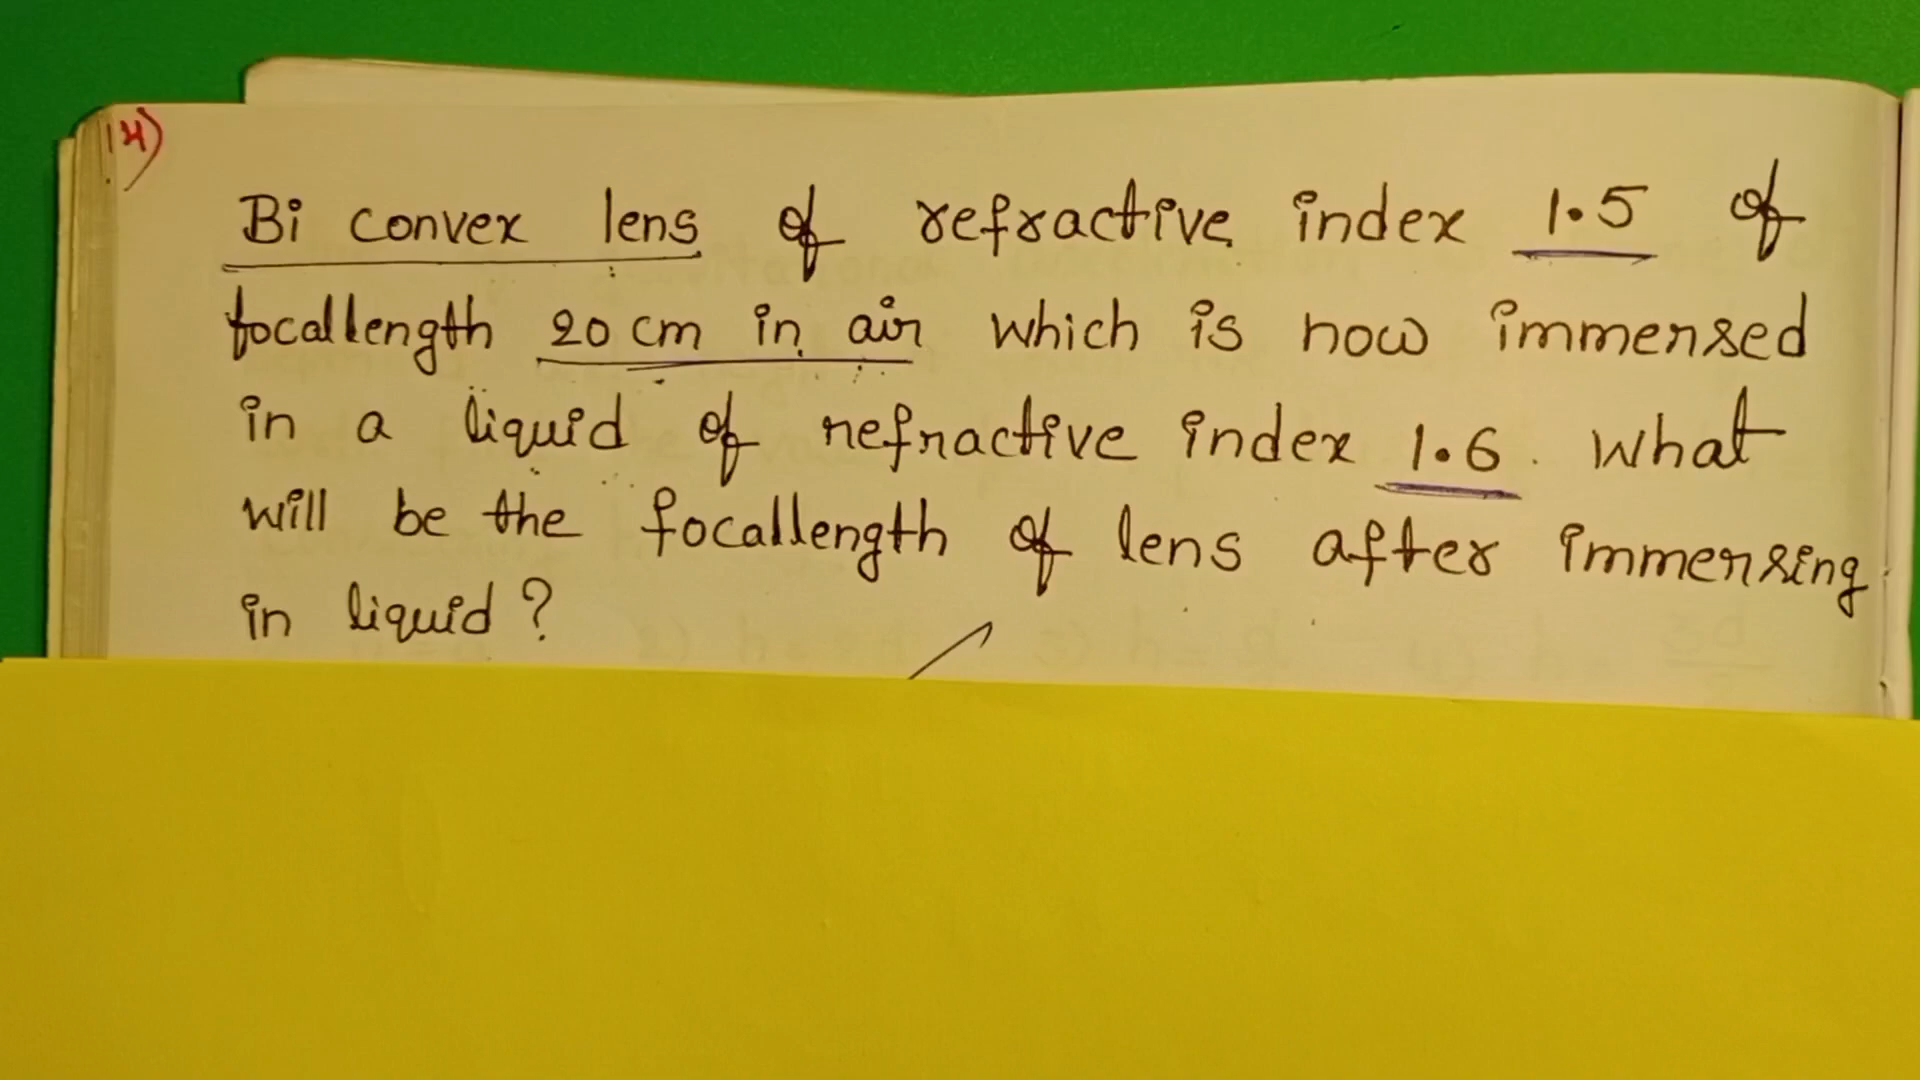 14)
Bi convex lens of refractive index 1.5 of
focallength 20 cm in air which is now immersed
in a liquid of refractive index 1.6. What
will be the focallength of lens after immersing
in liquid?